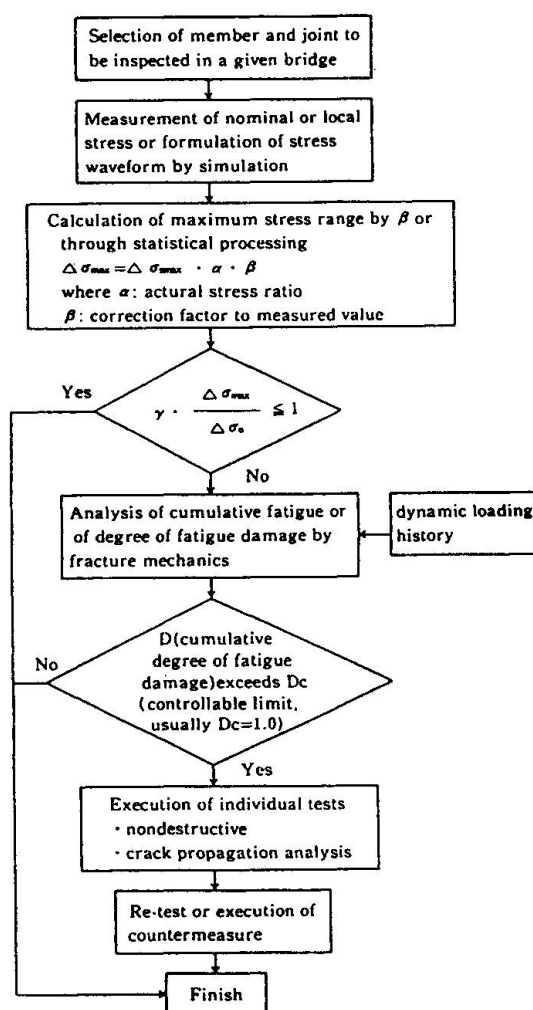 Selection of member and joint to
be inspected in a given bridge
Measurement of nominal or local
stress or formulation of stress
waveform by simulation
Calculation of maximum stress range by β or
through statistical processing
△σmax=△σmax · α · β
where α: actural stress ratio
β: correction factor to measured value
Yes
γ · △σmax / △σo ≦ 1
No
Analysis of cumulative fatigue or
of degree of fatigue damage by
fracture mechanics
dynamic loading
history
No
D(cumulative
degree of fatigue
damage)exceeds Dc
(controllable limit,
usually Dc=1.0)
Yes
Execution of individual tests
· nondestructive
· crack propagation analysis
Re-test or execution of
countermeasure
Finish